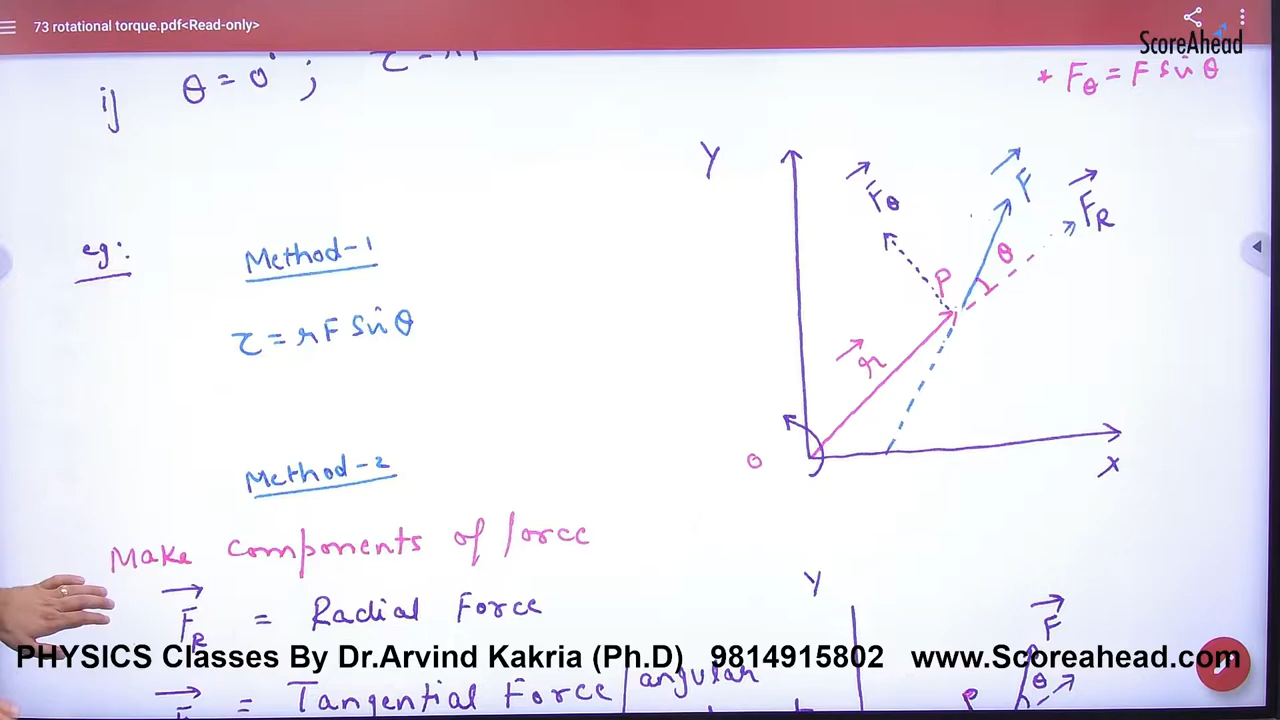 73 rotational torque.pdf<Read-only>
ScoreAhead
if θ = 0° ;
* Fθ = F sin θ
Y
Fθ
F
FR
θ
P
r
O
X
eg:
Method-1
τ = rF sin θ
Method-2
Make components of force
FR = Radial Force
= Tangential Force / angular
Y
F
θ
P
PHYSICS Classes By Dr.Arvind Kakria (Ph.D) 9814915802 www.Scoreahead.com